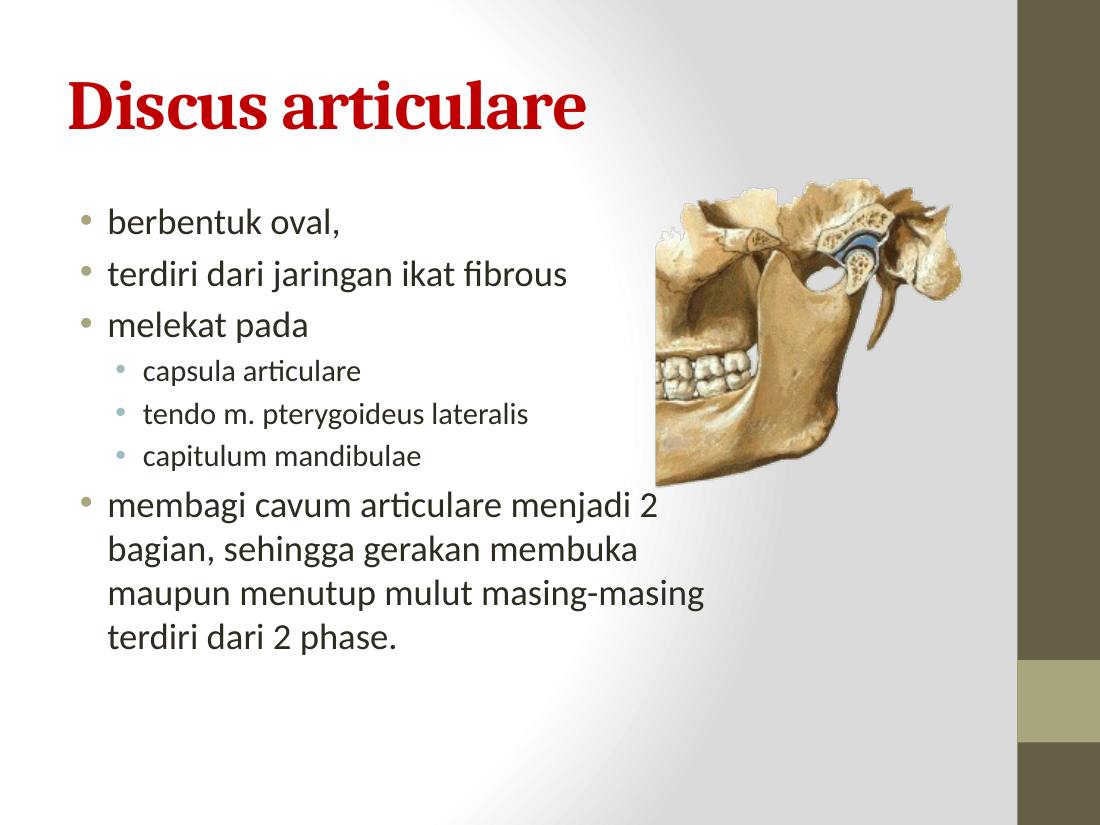 Discus articulare
• berbentuk oval,
• terdiri dari jaringan ikat fibrous
• melekat pada
• capsula articulare
• tendo m. pterygoideus lateralis
• capitulum mandibulae
• membagi cavum articulare menjadi 2
bagian, sehingga gerakan membuka
maupun menutup mulut masing-masing
terdiri dari 2 phase.